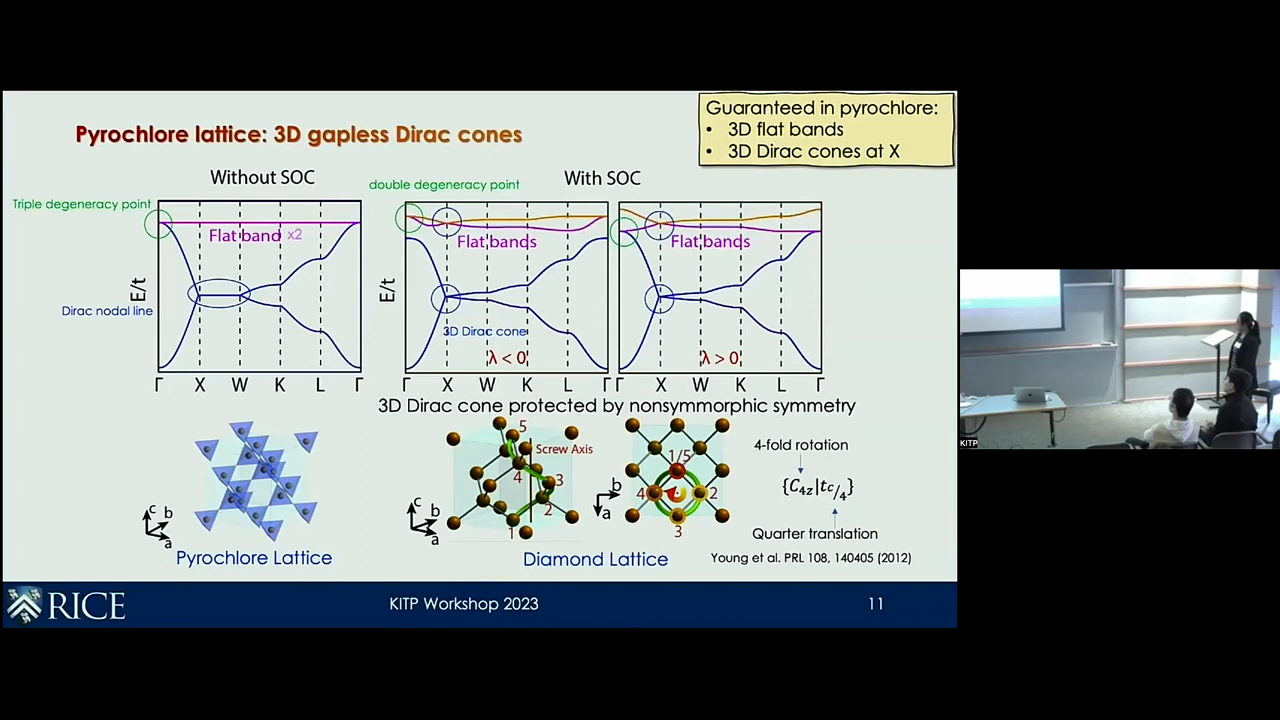 Guaranteed in pyrochlore:
• 3D flat bands
• 3D Dirac cones at X
Pyrochlore lattice: 3D gapless Dirac cones
Without SOC
With SOC
Triple degeneracy point
double degeneracy point
Flat band x2
Flat bands
Flat bands
E/t
E/t
Dirac nodal line
3D Dirac cone
λ < 0
λ > 0
Γ X W K L Γ
Γ X W K L Γ
Γ X W K L Γ
3D Dirac cone protected by nonsymmorphic symmetry
5
Screw Axis
4
3
2
1
1/5
4
2
3
4-fold rotation
{C₄z|tc/4}
Quarter translation
c b
a
c b
a
b
a
Pyrochlore Lattice
Diamond Lattice
Young et al. PRL 108, 140405 (2012)
RICE
KITP Workshop 2023
11
KITP